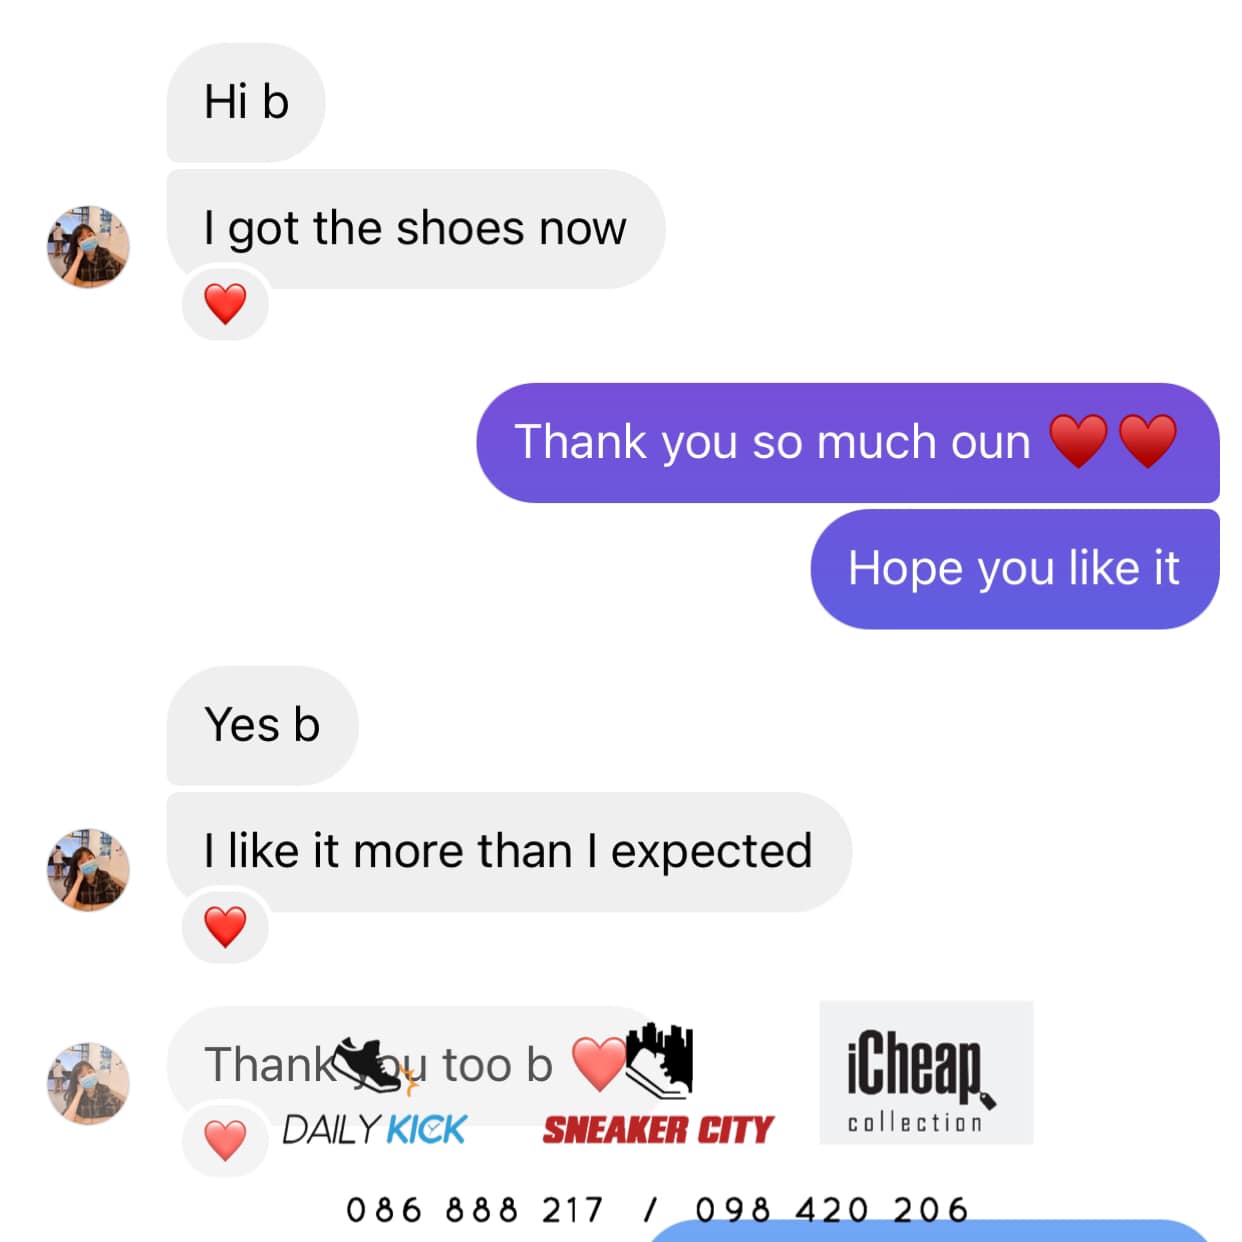 Hi b
I got the shoes now
❤️
Thank you so much oun ♥️♥️
Hope you like it
Yes b
I like it more than I expected
❤️
Thank you too b ❤️
❤️
DAILY KICK
SNEAKER CITY
iCheap
collection
086 888 217 / 098 420 206